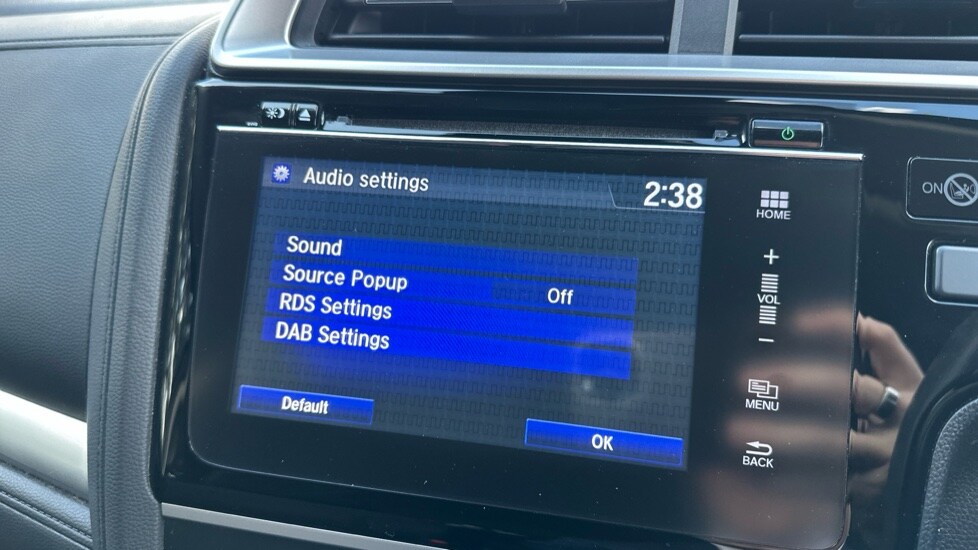 Audio settings
2:38
Sound
Source Popup Off
RDS Settings
DAB Settings
Default
OK
HOME
+
VOL
−
MENU
BACK
ON